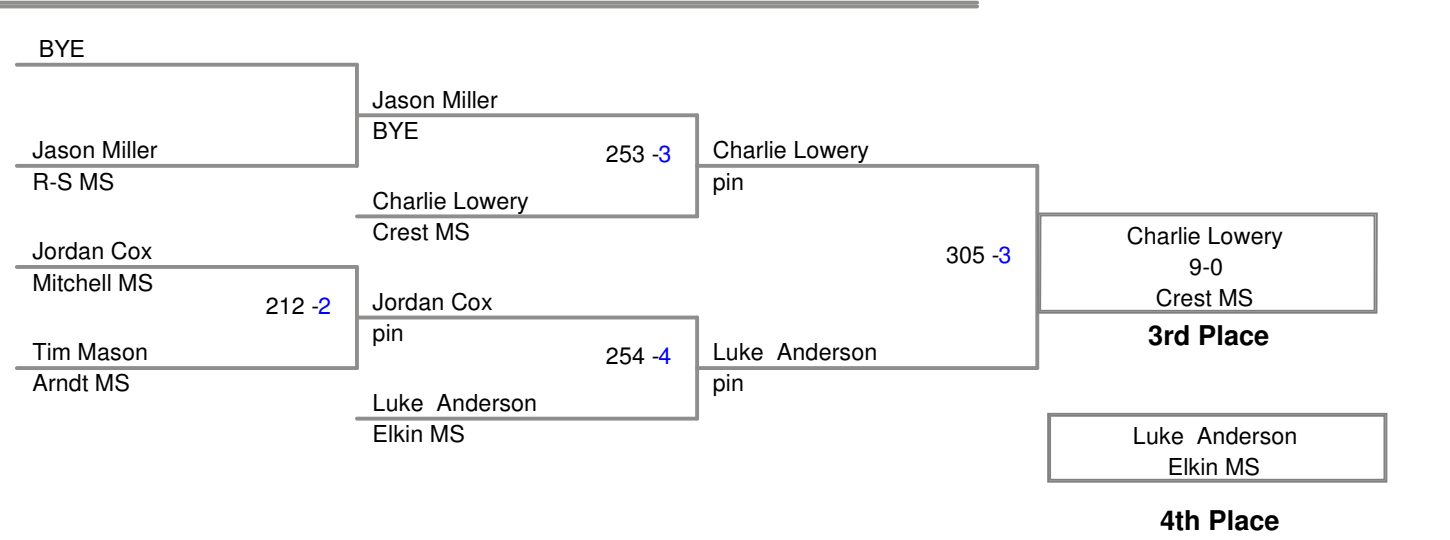 BYE
Jason Miller
BYE
Jason Miller
R-S MS
253 -3
Charlie Lowery
pin
Charlie Lowery
Crest MS
Jordan Cox
Mitchell MS
212 -2
Jordan Cox
pin
Tim Mason
Arndt MS
254 -4
Luke  Anderson
pin
Luke  Anderson
Elkin MS
305 -3
Charlie Lowery
9-0
Crest MS
3rd Place
Luke  Anderson
Elkin MS
4th Place